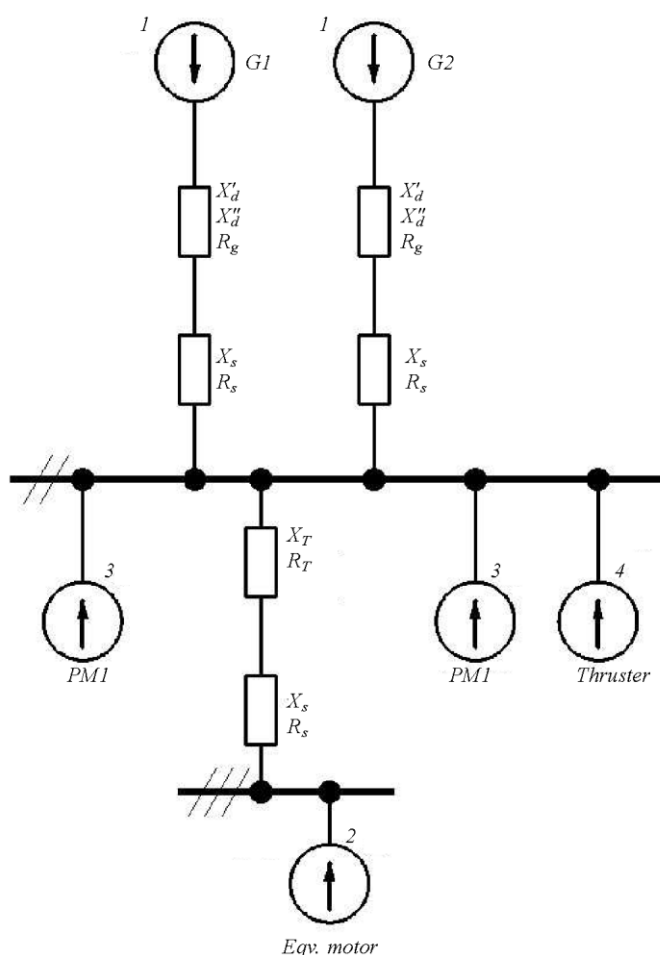 1
G1
1
G2
X'd
X''d
Rg
X'd
X''d
Rg
Xs
Rs
Xs
Rs
XT
RT
3
PM1
3
PM1
4
Thruster
Xs
Rs
2
Eqv. motor